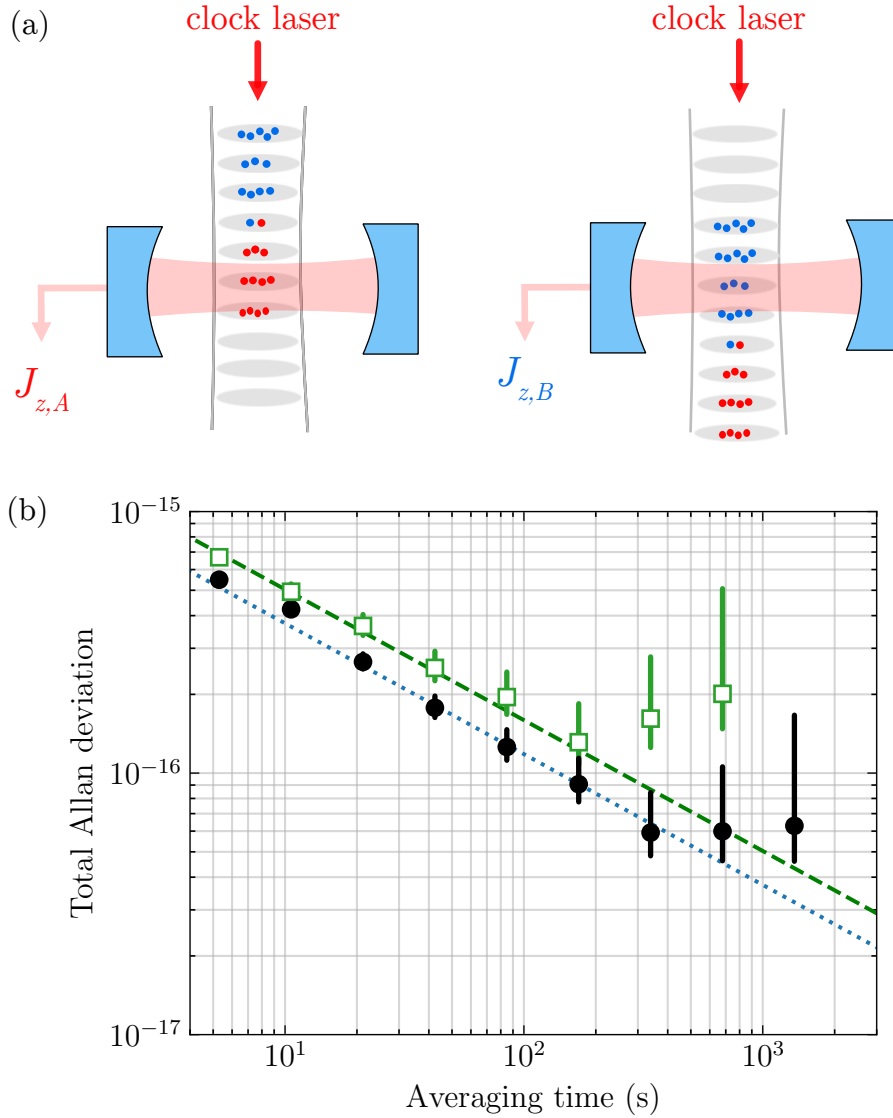 (a)
clock laser
clock laser
J_{z,A}
J_{z,B}
(b)
10^{-15}
10^{-16}
10^{-17}
Total Allan deviation
10^1
10^2
10^3
Averaging time (s)